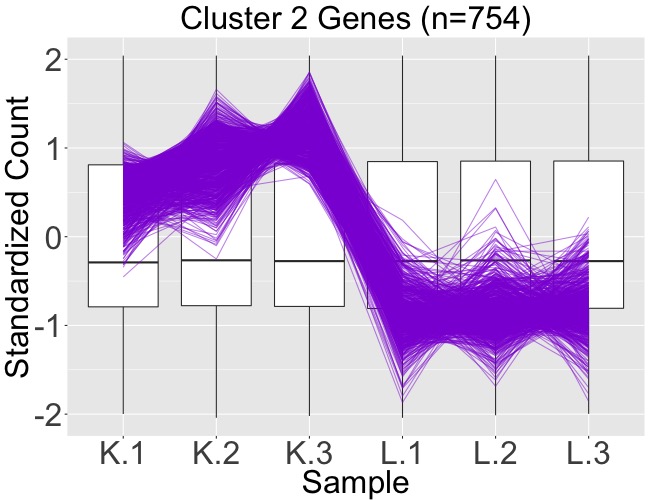 Cluster 2 Genes (n=754)
Standardized Count
2
1
0
-1
-2
K.1 K.2 K.3 L.1 L.2 L.3
Sample